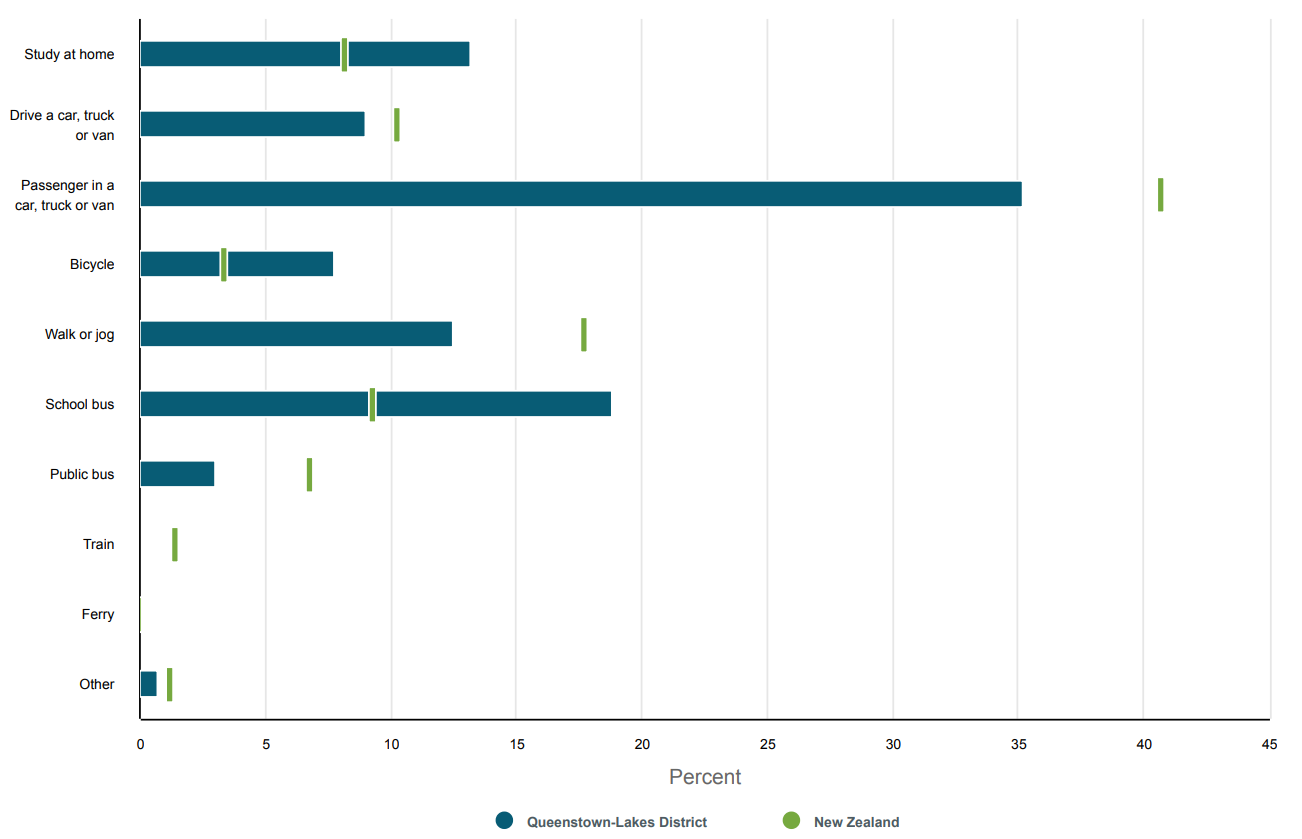 Study at home
Drive a car, truck
or van
Passenger in a
car, truck or van
Bicycle
Walk or jog
School bus
Public bus
Train
Ferry
Other
0 5 10 15 20 25 30 35 40 45
Percent
Queenstown-Lakes District New Zealand